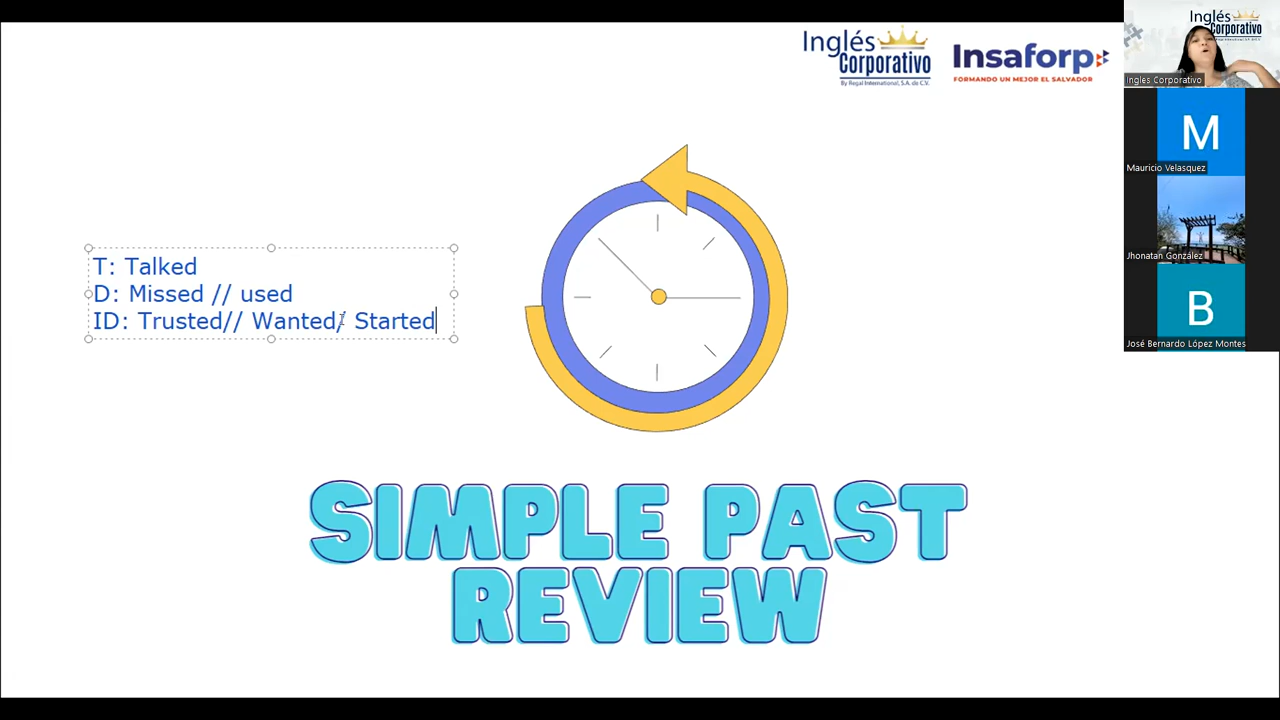 Inglés
Corporativo
By Regal International, S.A. de C.V.
Insaforp
FORMANDO UN MEJOR EL SALVADOR
T: Talked
D: Missed // used
ID: Trusted// Wanted/ Started
SIMPLE PAST
REVIEW
Inglés
Corporativo
Ingles Corporativo
M
Mauricio Velasquez
Jhonatan González
B
José Bernardo López Montes